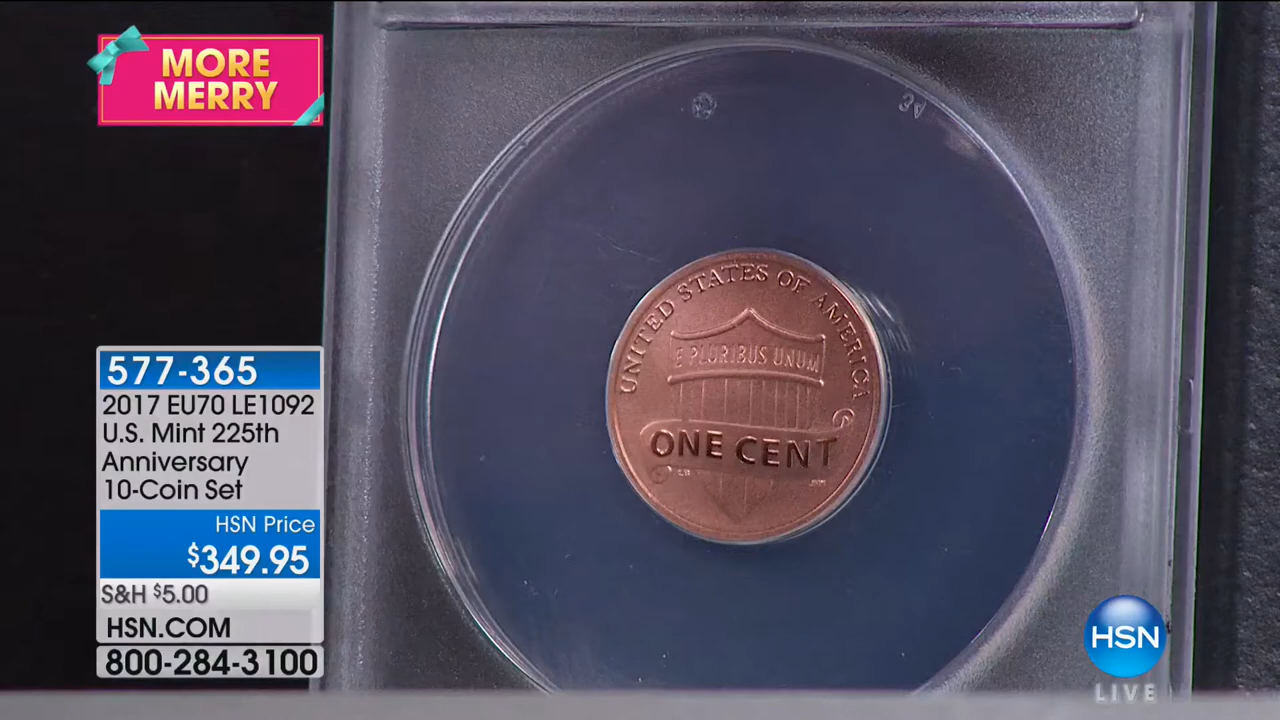 MORE
MERRY
577-365
2017 EU70 LE1092
U.S. Mint 225th
Anniversary
10-Coin Set
HSN Price
$349.95
S&H $5.00
HSN.COM
800-284-3100
UNITED STATES OF AMERICA
E PLURIBUS UNUM
ONE CENT
HSN
LIVE